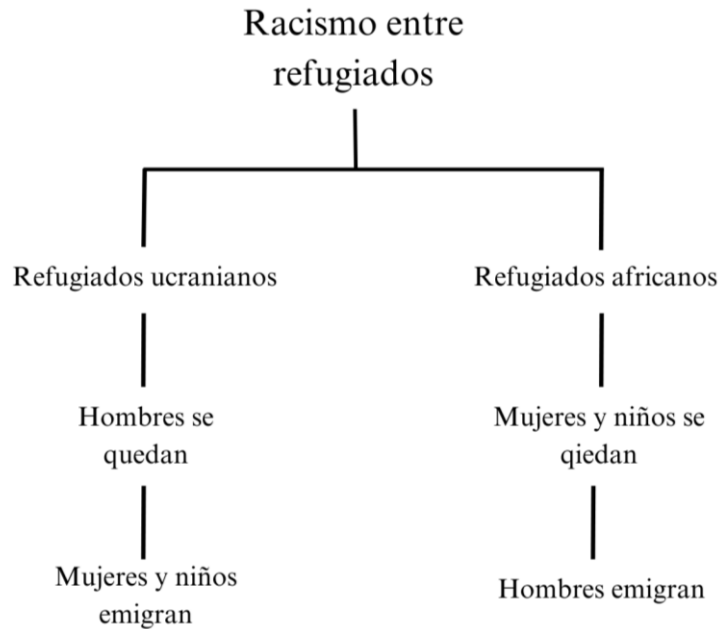 Racismo entre
refugiados
Refugiados ucranianos
Refugiados africanos
Hombres se
quedan
Mujeres y niños se
qiedan
Mujeres y niños
emigran
Hombres emigran